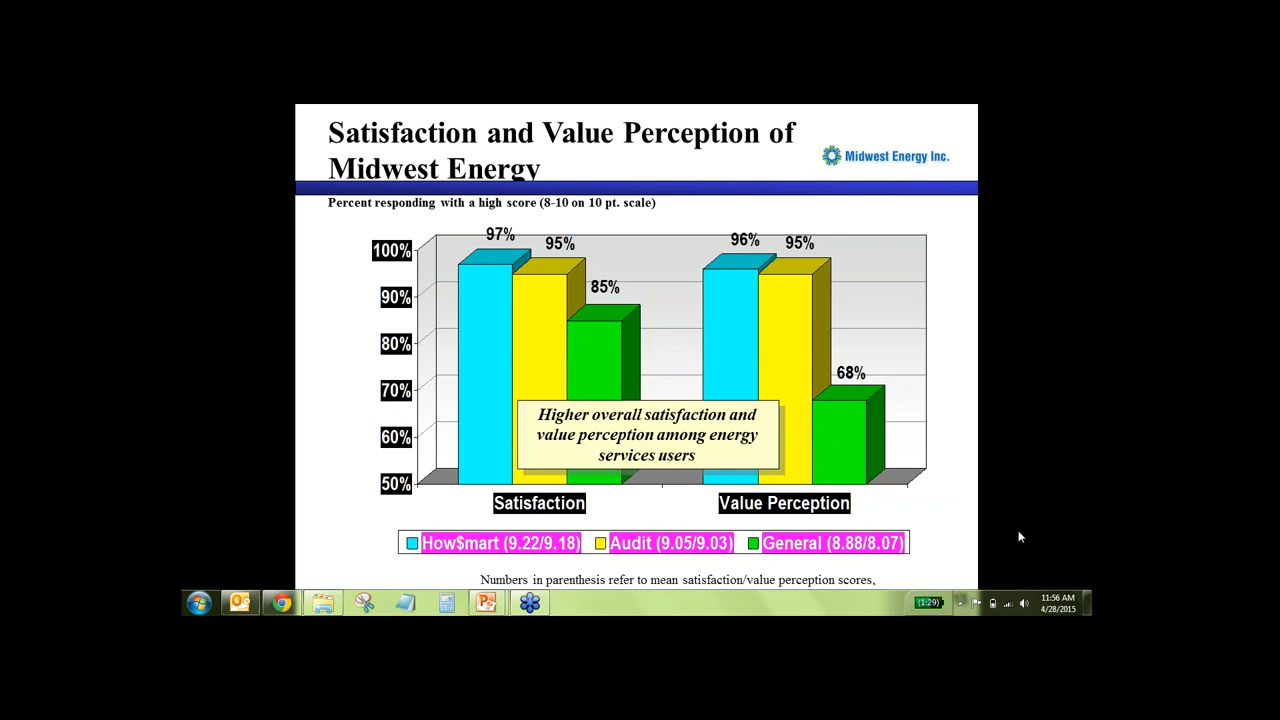 Satisfaction and Value Perception of
Midwest Energy
Midwest Energy Inc.
Percent responding with a high score (8-10 on 10 pt. scale)
97%
95%
85%
96%
95%
68%
100%
90%
80%
70%
60%
50%
Higher overall satisfaction and
value perception among energy
services users
Satisfaction
Value Perception
How$mart (9.22/9.18)
Audit (9.05/9.03)
General (8.88/8.07)
Numbers in parenthesis refer to mean satisfaction/value perception scores,
(1:29)
11:56 AM
4/28/2015